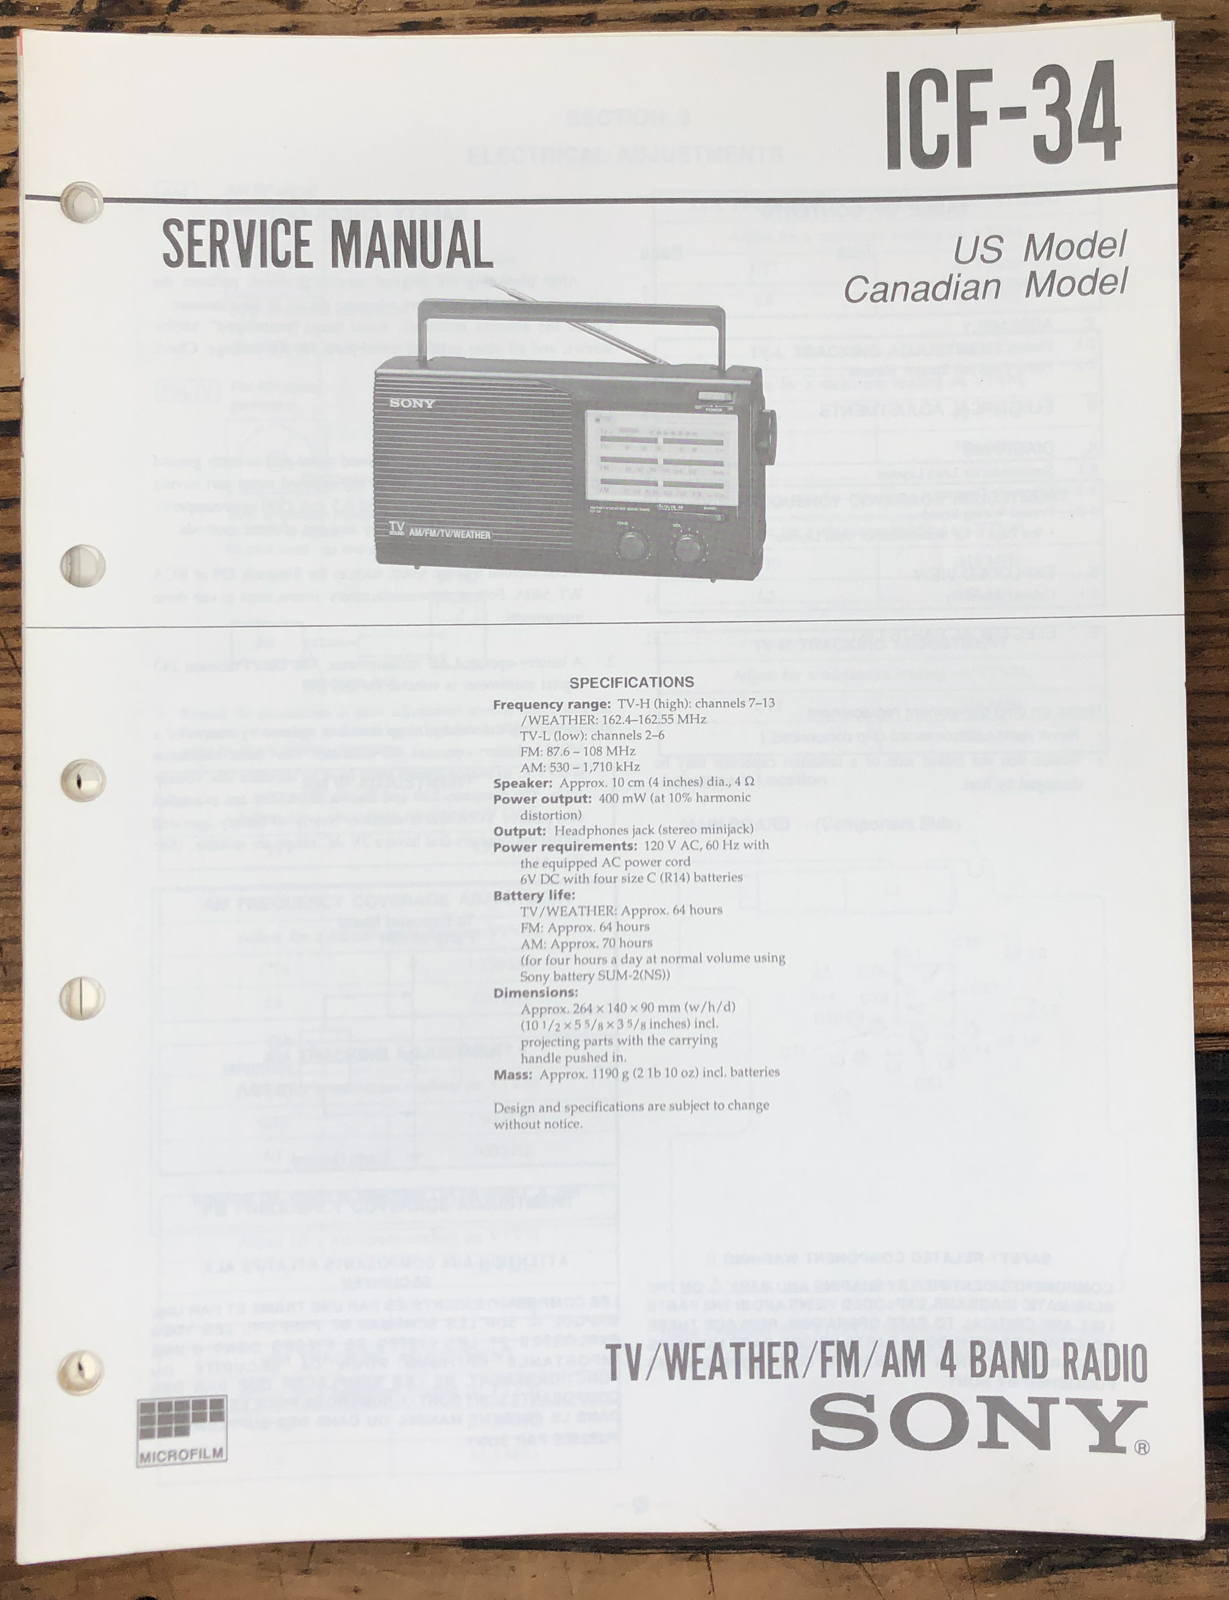 ICF-34
SERVICE MANUAL
US Model
Canadian Model
SONY
TV
SOUND
AM/FM/TV/WEATHER
SPECIFICATIONS
Frequency range: TV-H (high): channels 7–13
/WEATHER: 162.4–162.55 MHz
TV-L (low): channels 2–6
FM: 87.6 – 108 MHz
AM: 530 – 1,710 kHz
Speaker: Approx. 10 cm (4 inches) dia., 4 Ω
Power output: 400 mW (at 10% harmonic
distortion)
Output: Headphones jack (stereo minijack)
Power requirements: 120 V AC, 60 Hz with
the equipped AC power cord
6V DC with four size C (R14) batteries
Battery life:
TV/WEATHER: Approx. 64 hours
FM: Approx. 64 hours
AM: Approx. 70 hours
(for four hours a day at normal volume using
Sony battery SUM-2(NS))
Dimensions:
Approx. 264 × 140 × 90 mm (w/h/d)
(10 1/2 × 5 5/8 × 3 5/8 inches) incl.
projecting parts with the carrying
handle pushed in.
Mass: Approx. 1190 g (2 lb 10 oz) incl. batteries
Design and specifications are subject to change
without notice.
TV/WEATHER/FM/AM 4 BAND RADIO
SONY®
MICROFILM